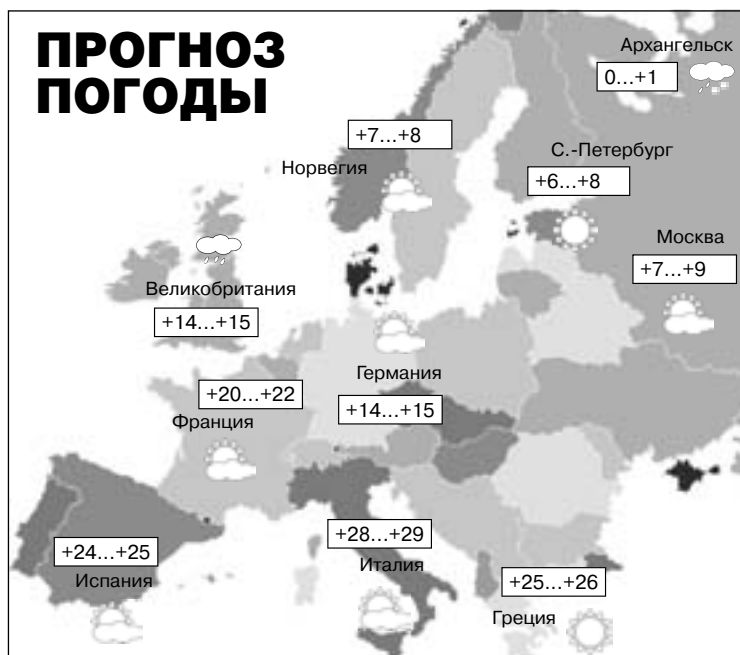 ПРОГНОЗ
ПОГОДЫ
Архангельск
0...+1
+7...+8
Норвегия
С.-Петербург
+6...+8
Москва
+7...+9
Великобритания
+14...+15
Германия
+14...+15
+20...+22
Франция
+24...+25
Испания
+28...+29
Италия
+25...+26
Греция